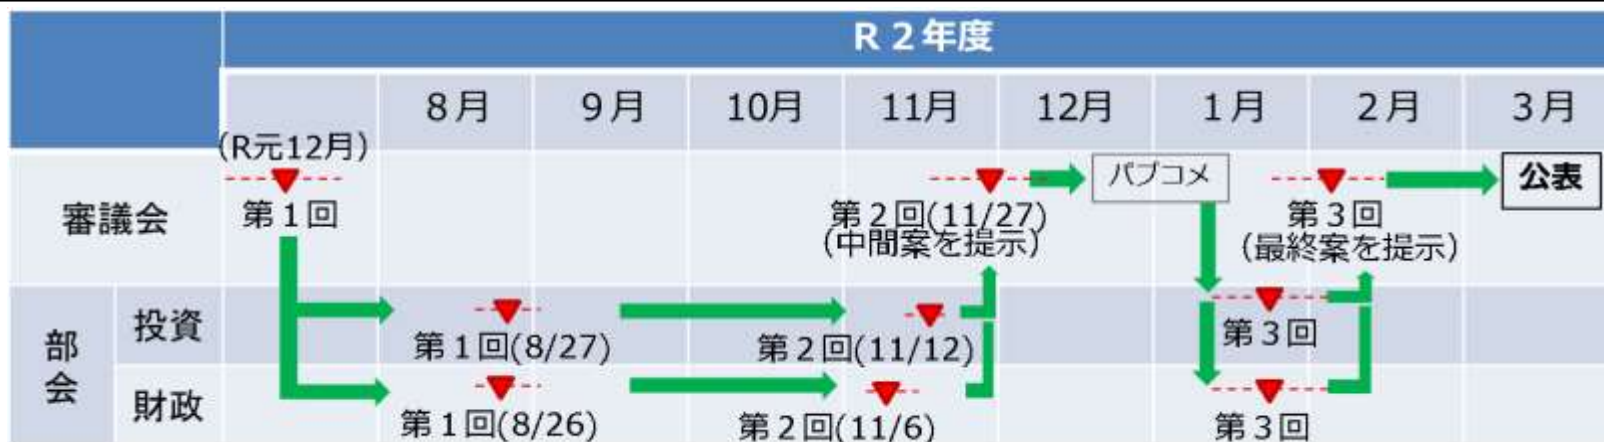 R２年度
8月 9月 10月 11月 12月 1月 2月 3月
(R元12月)
審議会
第１回
第２回(11/27)
(中間案を提示)
パブコメ
第３回
(最終案を提示)
公表
部会
投資
第１回(8/27)
第２回(11/12)
第３回
財政
第１回(8/26)
第２回(11/6)
第３回